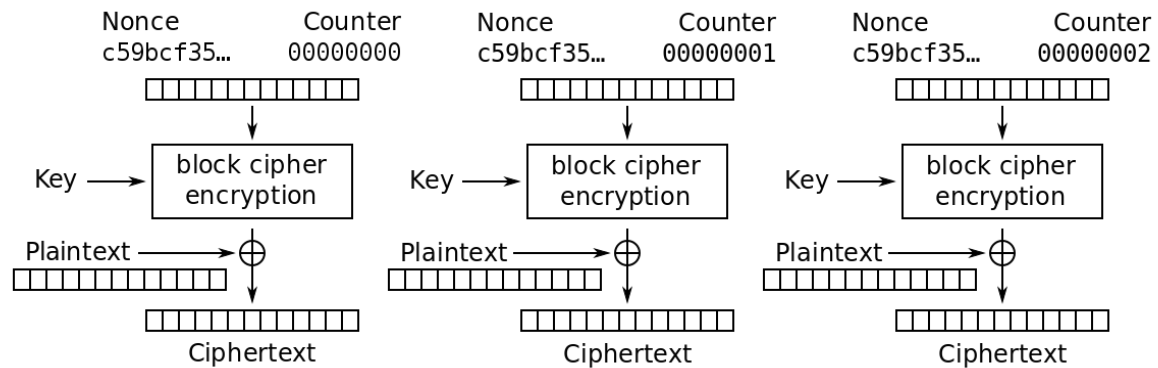 Nonce Counter
c59bcf35… 00000000
Key
block cipher
encryption
Plaintext
Ciphertext
Nonce Counter
c59bcf35… 00000001
Key
block cipher
encryption
Plaintext
Ciphertext
Nonce Counter
c59bcf35… 00000002
Key
block cipher
encryption
Plaintext
Ciphertext